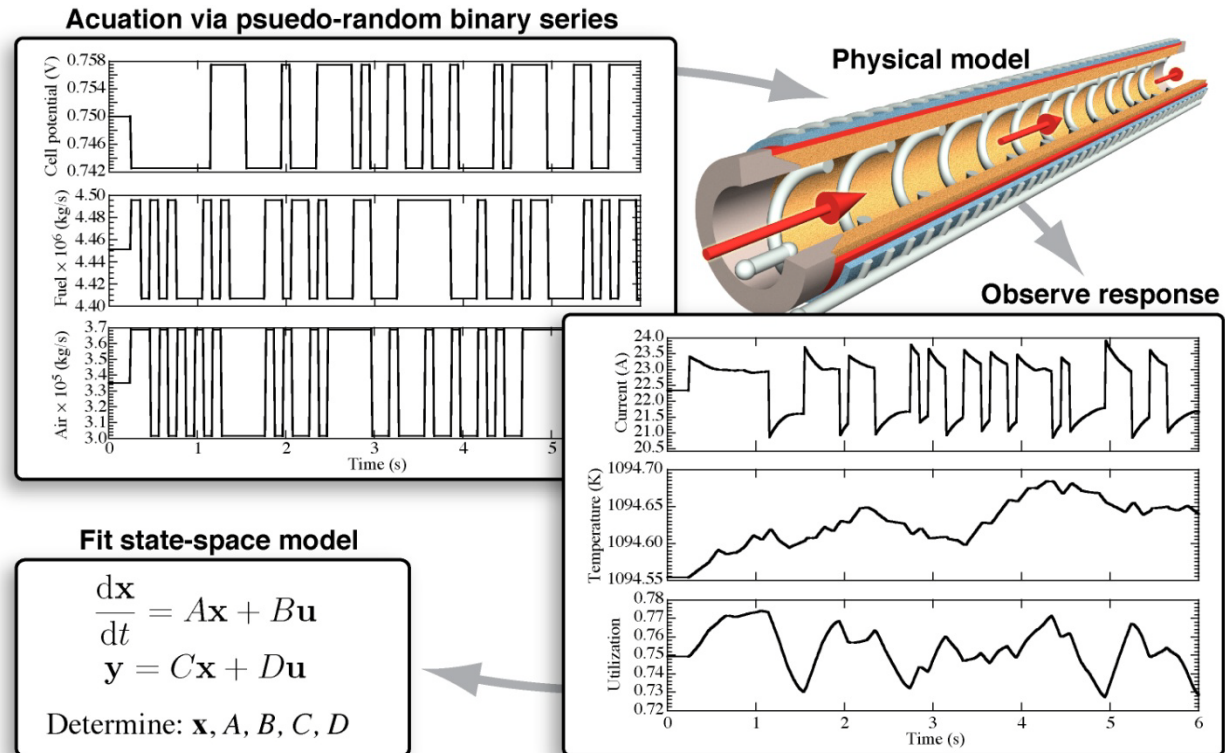 Acuation via psuedo-random binary series
Cell potential (V)
0.758
0.754
0.750
0.746
0.742
Fuel × 10⁶ (kg/s)
4.50
4.48
4.46
4.44
4.42
4.40
Air × 10⁵ (kg/s)
3.7
3.6
3.5
3.4
3.3
3.2
3.1
3.0
0 1 2 3 4 5
Time (s)
Physical model
Observe response
Current (A)
24.0
23.5
23.0
22.5
22.0
21.5
21.0
20.5
Temperature (K)
1094.70
1094.65
1094.60
1094.55
Utilization
0.78
0.77
0.76
0.75
0.74
0.73
0.72
0 1 2 3 4 5 6
Time (s)
Fit state-space model
dx/dt = Ax + Bu
y = Cx + Du
Determine: x, A, B, C, D